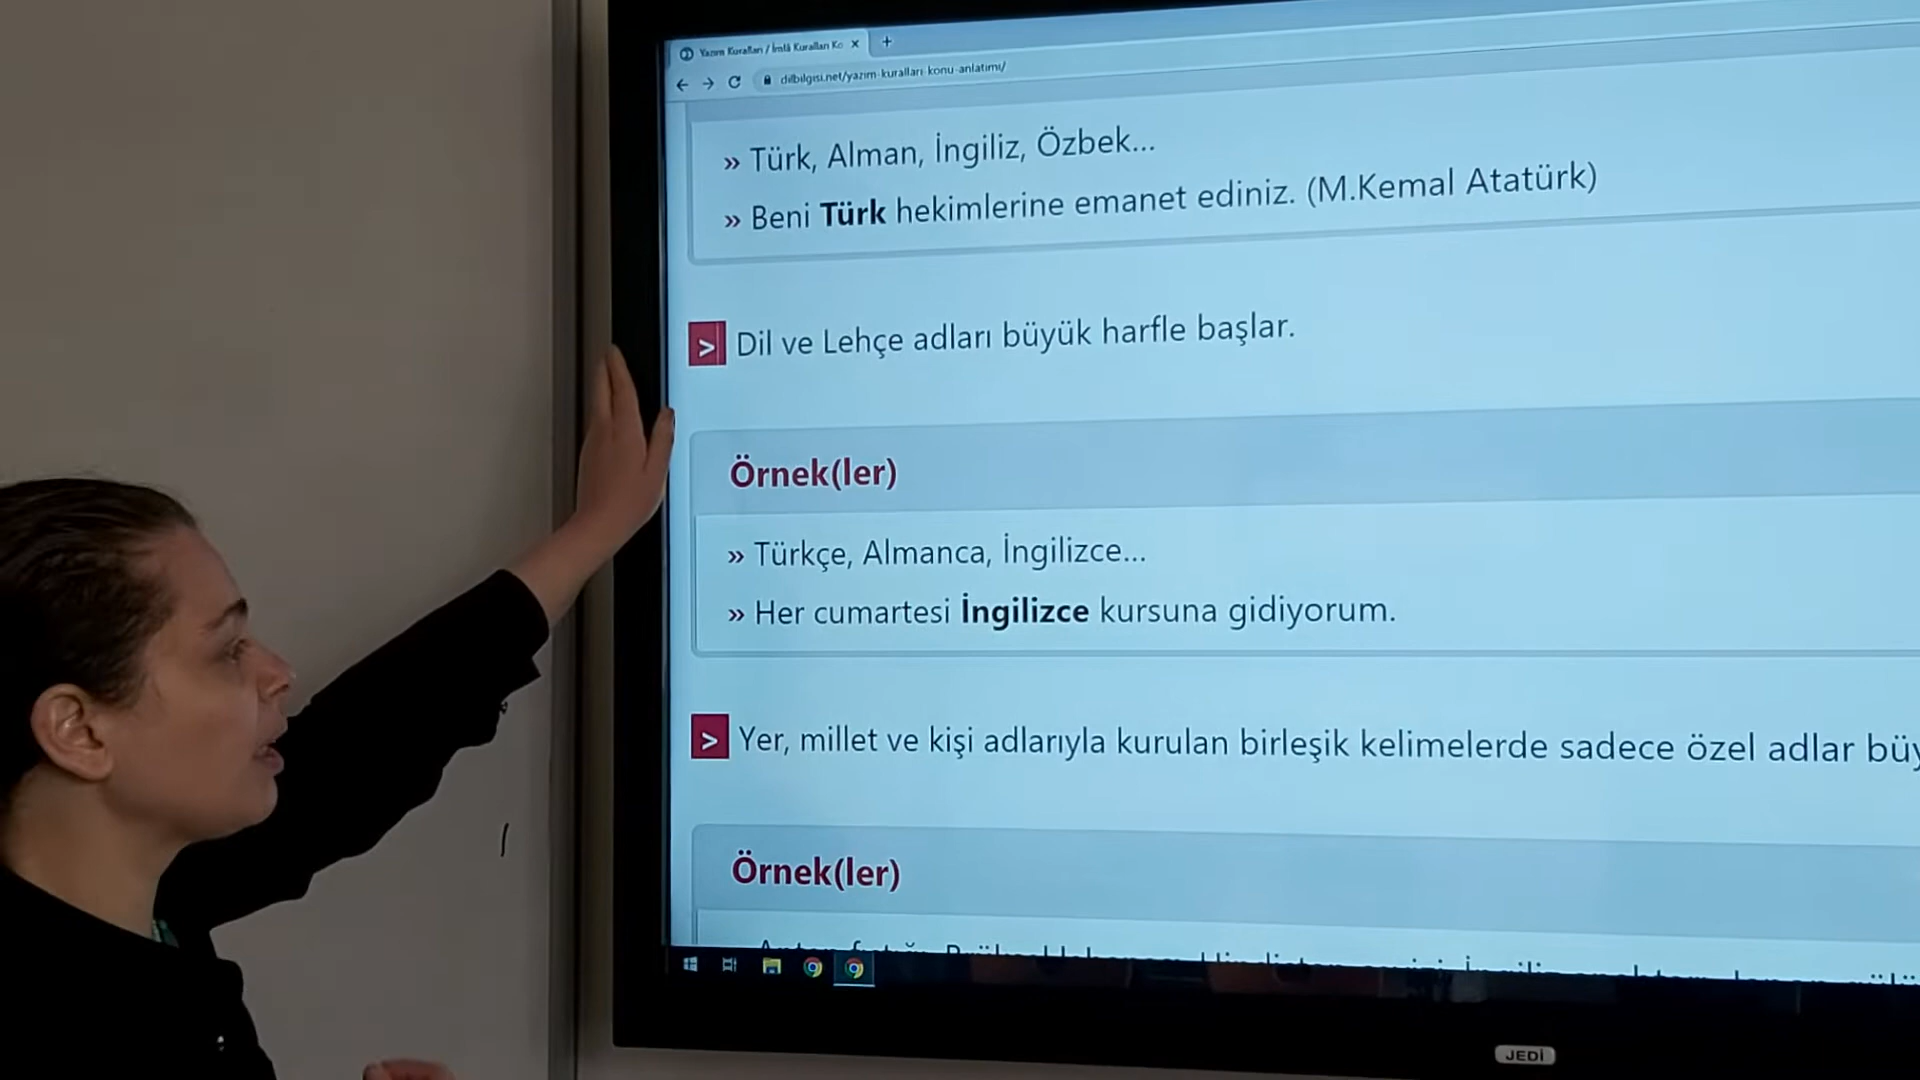 Yazım Kuralları / İmlâ Kuralları Ko
dilbilgisi.net/yazim-kurallari-konu-anlatimi/
» Türk, Alman, İngiliz, Özbek...
» Beni Türk hekimlerine emanet ediniz. (M.Kemal Atatürk)
> Dil ve Lehçe adları büyük harfle başlar.
Örnek(ler)
» Türkçe, Almanca, İngilizce...
» Her cumartesi İngilizce kursuna gidiyorum.
> Yer, millet ve kişi adlarıyla kurulan birleşik kelimelerde sadece özel adlar büy
Örnek(ler)
JEDİ